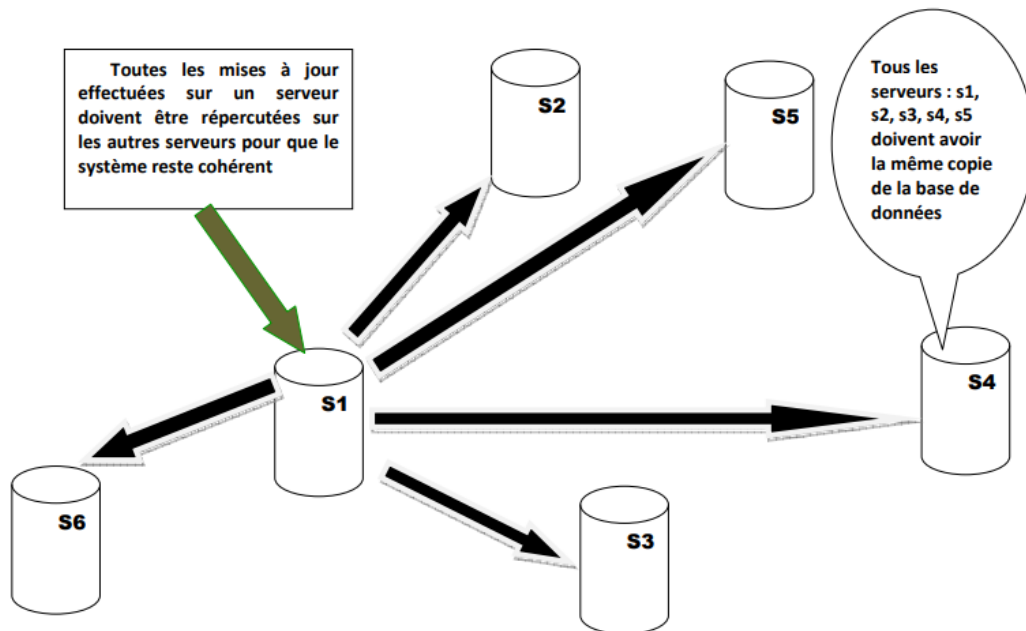 Toutes les mises à jour
effectuées sur un serveur
doivent être répercutées sur
les autres serveurs pour que le
système reste cohérent
S2
S5
Tous les
serveurs : s1,
s2, s3, s4, s5
doivent avoir
la même copie
de la base de
données
S1
S4
S6
S3